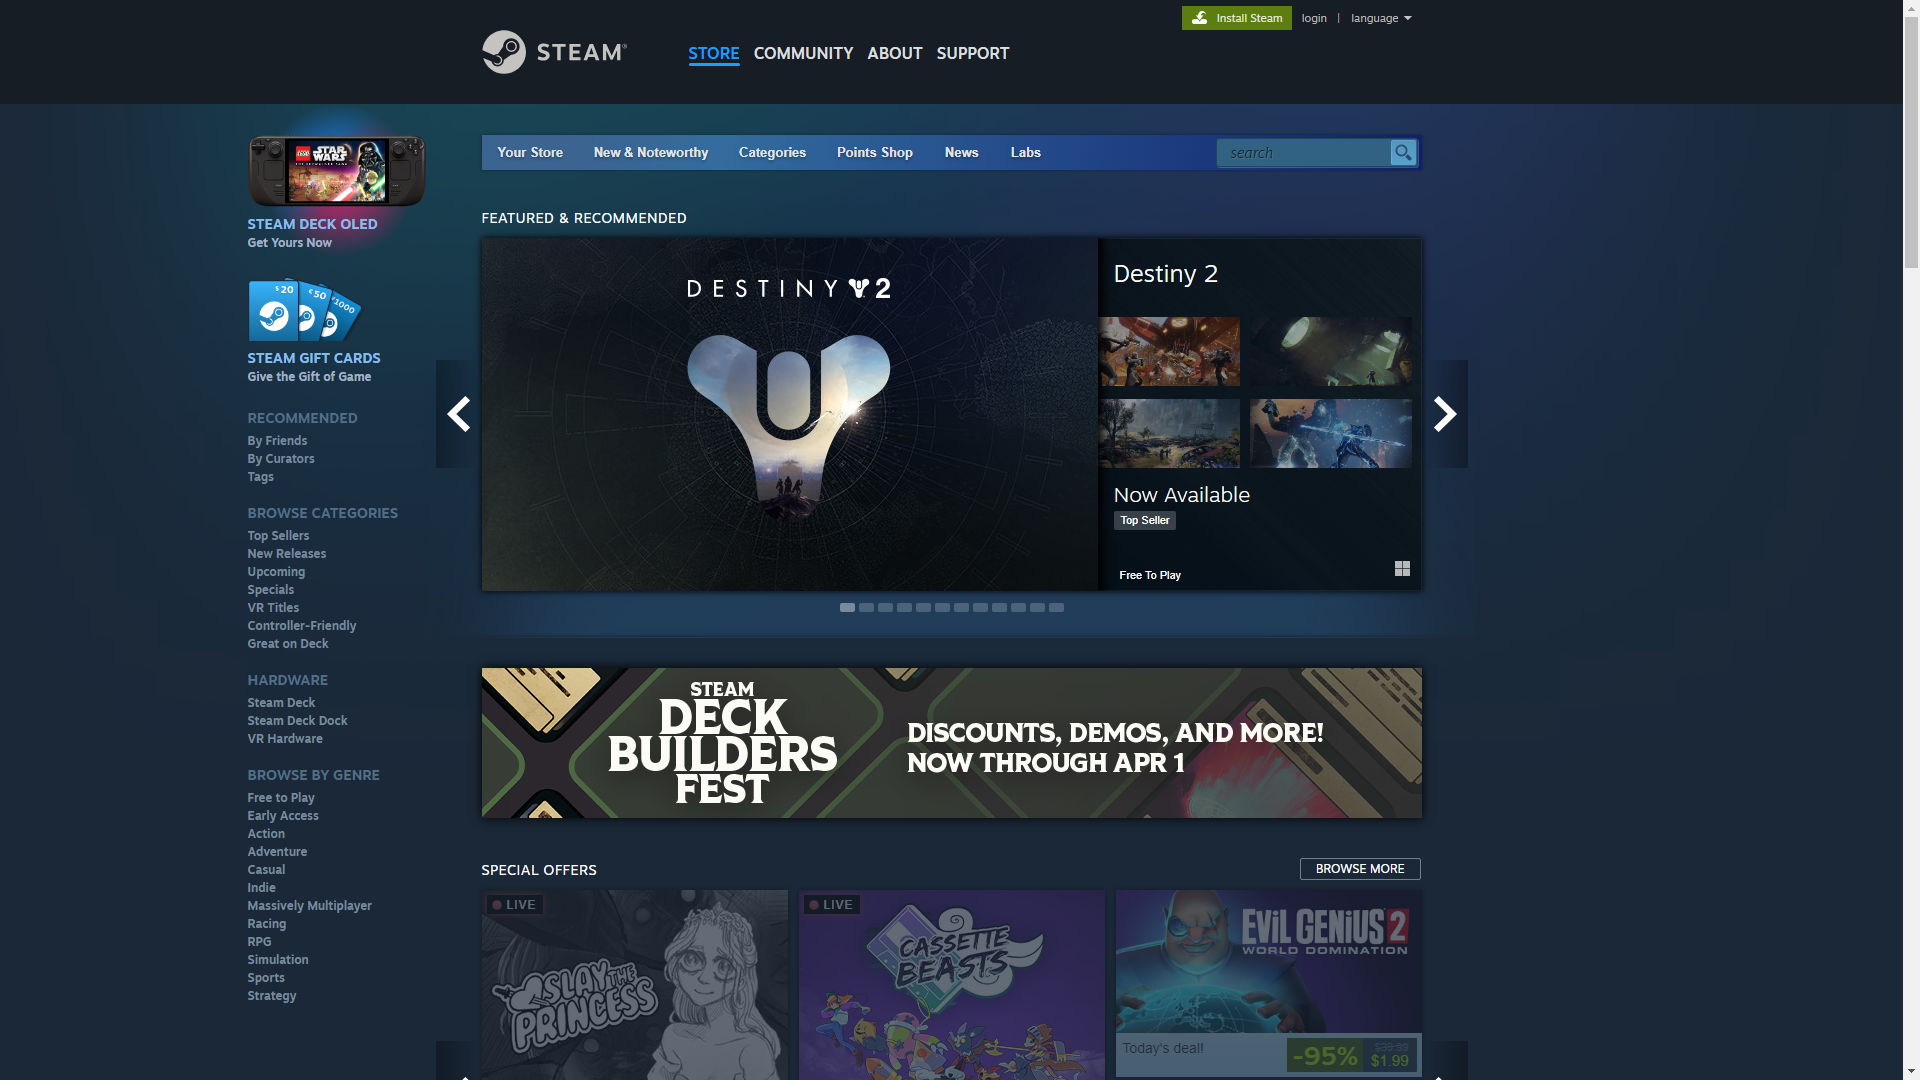 Install Steam
login | language
STEAM®
STORE COMMUNITY ABOUT SUPPORT
LEGO STAR WARS
STEAM DECK OLED
Get Yours Now
$20 €50 ¥1000
STEAM GIFT CARDS
Give the Gift of Game
RECOMMENDED
By Friends
By Curators
Tags
BROWSE CATEGORIES
Top Sellers
New Releases
Upcoming
Specials
VR Titles
Controller-Friendly
Great on Deck
HARDWARE
Steam Deck
Steam Deck Dock
VR Hardware
BROWSE BY GENRE
Free to Play
Early Access
Action
Adventure
Casual
Indie
Massively Multiplayer
Racing
RPG
Simulation
Sports
Strategy
Your Store New & Noteworthy Categories Points Shop News Labs search
FEATURED & RECOMMENDED
DESTINY 2
Destiny 2
Now Available
Top Seller
Free To Play
STEAM
DECK
BUILDERS
FEST
DISCOUNTS, DEMOS, AND MORE!
NOW THROUGH APR 1
SPECIAL OFFERS
BROWSE MORE
LIVE
SLAY THE
PRINCESS
LIVE
CASSETTE
BEASTS
EVIL GENIUS 2
WORLD DOMINATION
Today's deal!
-95%
$39.99
$1.99